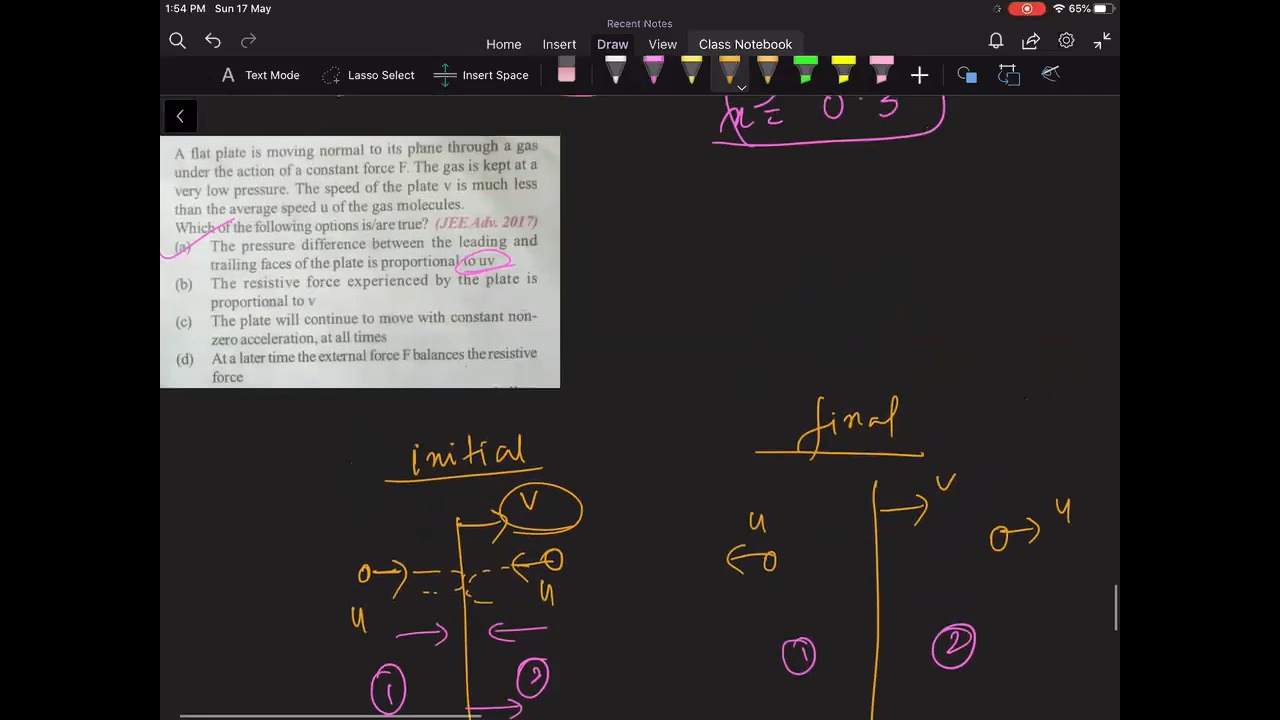 1:54 PM Sun 17 May
65%
Recent Notes
Home Insert Draw View Class Notebook
A Text Mode Lasso Select Insert Space
0.5
A flat plate is moving normal to its plane through a gas
under the action of a constant force F. The gas is kept at a
very low pressure. The speed of the plate v is much less
than the average speed u of the gas molecules.
Which of the following options is/are true? (JEE Adv. 2017)
(a) The pressure difference between the leading and
trailing faces of the plate is proportional to uv
(b) The resistive force experienced by the plate is
proportional to v
(c) The plate will continue to move with constant non-
zero acceleration, at all times
(d) At a later time the external force F balances the resistive
force
initial
final
V
V
u
u
u
u
1
2
1
2